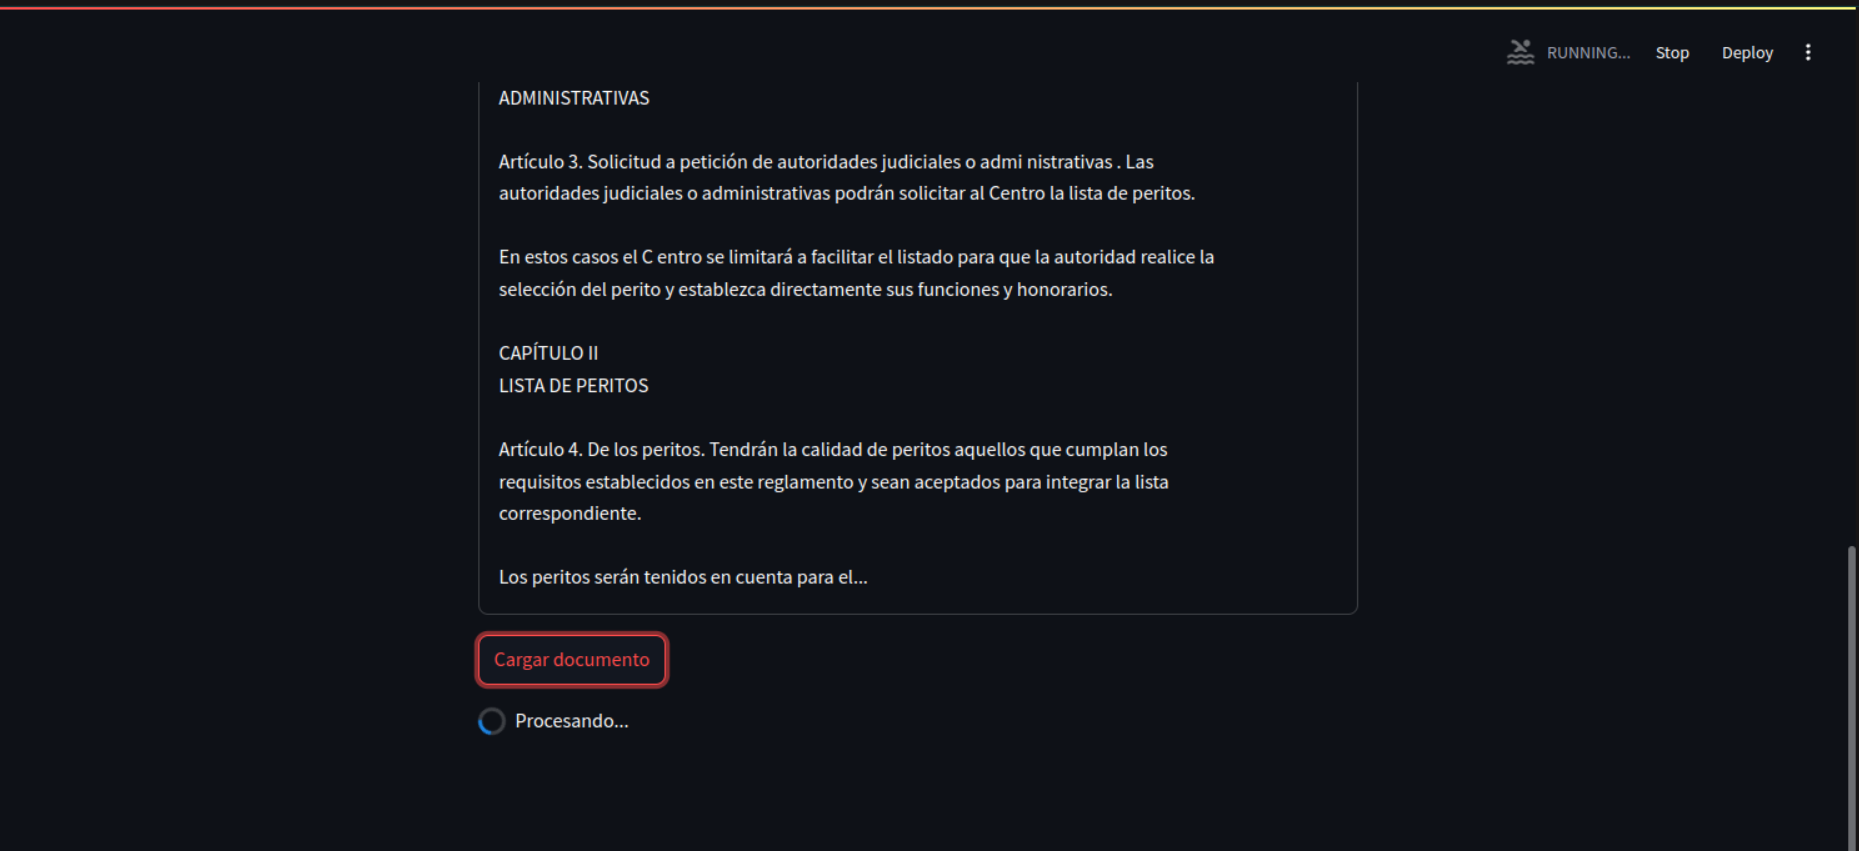 RUNNING...
Stop
Deploy
ADMINISTRATIVAS
Artículo 3. Solicitud a petición de autoridades judiciales o admi nistrativas . Las
autoridades judiciales o administrativas podrán solicitar al Centro la lista de peritos.
En estos casos el C entro se limitará a facilitar el listado para que la autoridad realice la
selección del perito y establezca directamente sus funciones y honorarios.
CAPÍTULO II
LISTA DE PERITOS
Artículo 4. De los peritos. Tendrán la calidad de peritos aquellos que cumplan los
requisitos establecidos en este reglamento y sean aceptados para integrar la lista
correspondiente.
Los peritos serán tenidos en cuenta para el...
Cargar documento
Procesando...